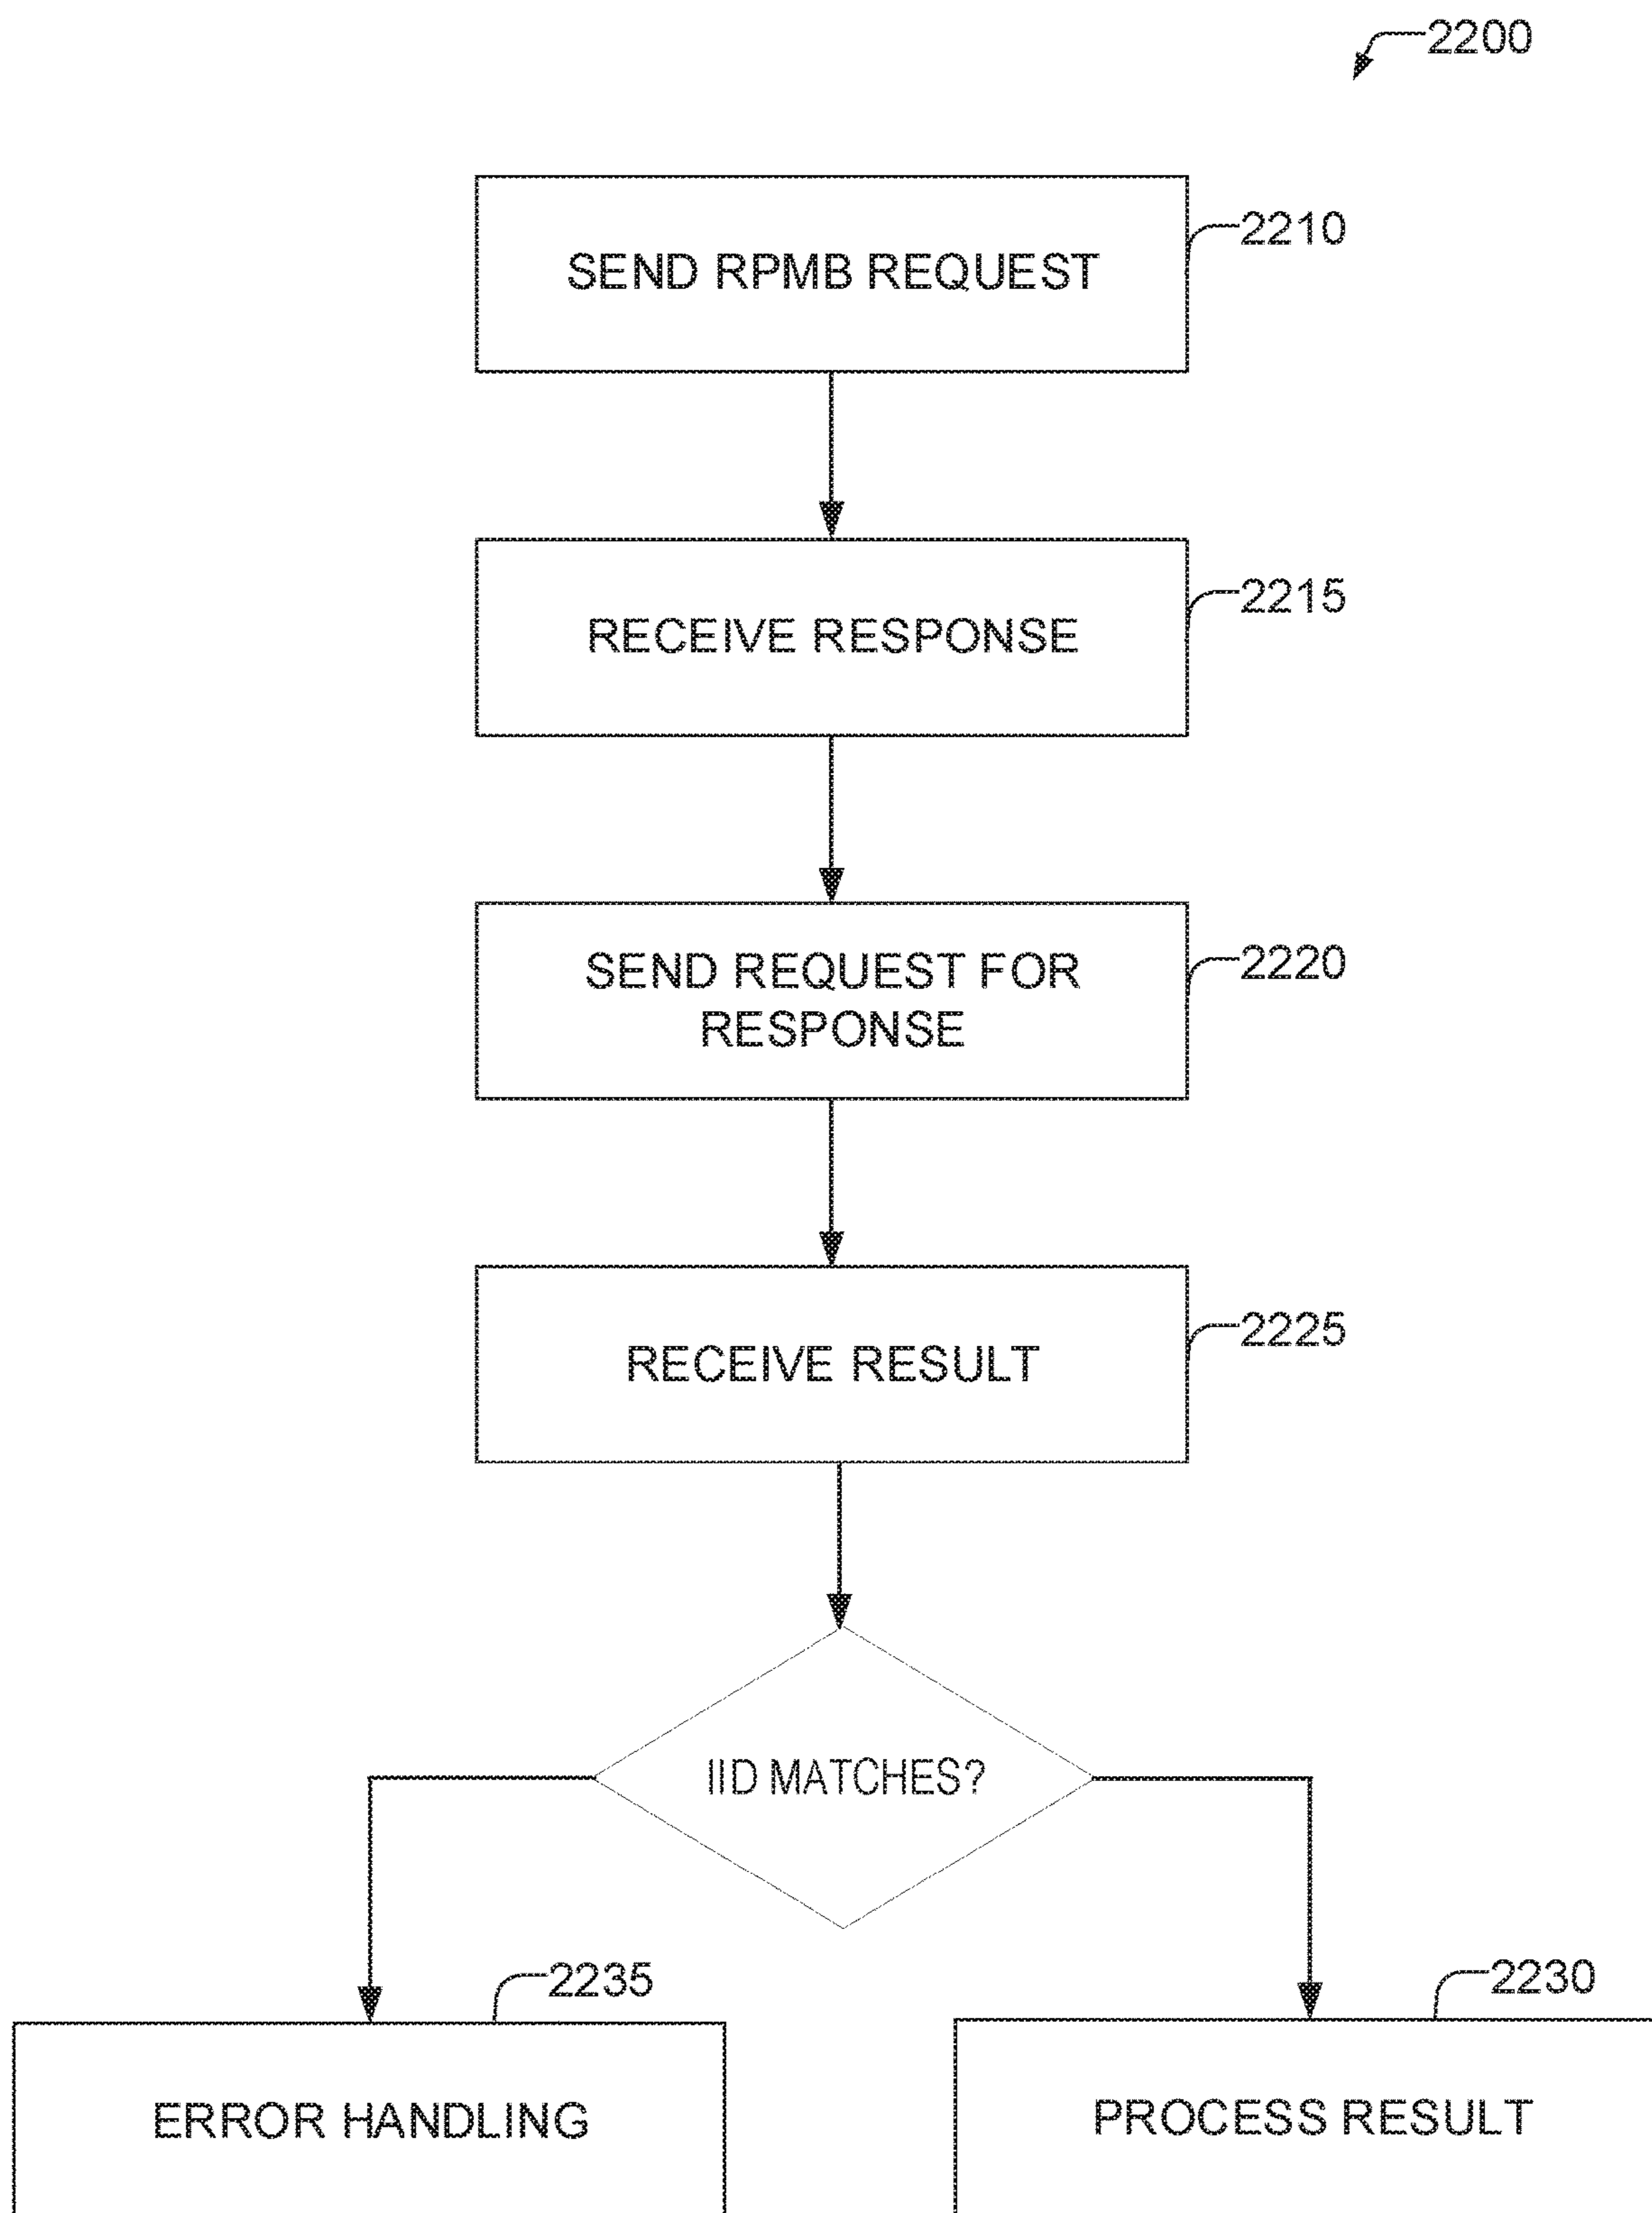 2200
SEND RPMB REQUEST
2210
RECEIVE RESPONSE
2215
SEND REQUEST FOR
RESPONSE
2220
RECEIVE RESULT
2225
IID MATCHES?
2235
ERROR HANDLING
2230
PROCESS RESULT